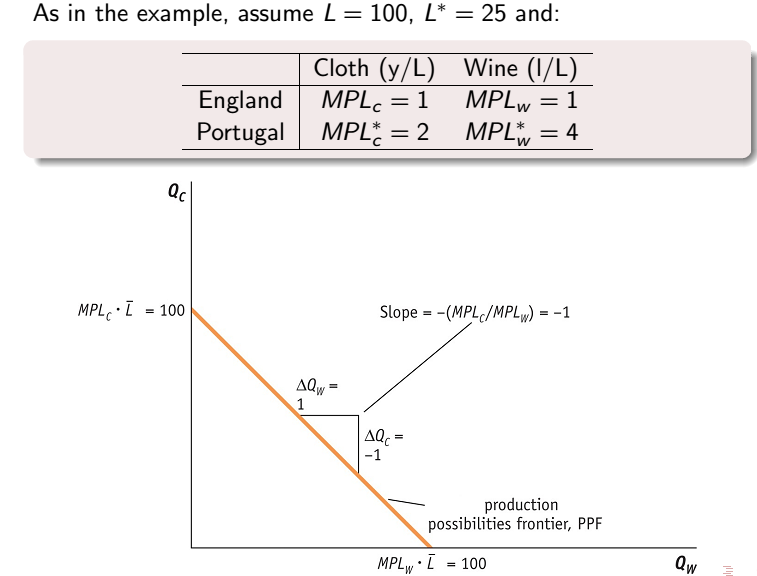 As in the example, assume L = 100, L* = 25 and:
Cloth (y/L) Wine (l/L)
England MPL_c = 1 MPL_w = 1
Portugal MPL*_c = 2 MPL*_w = 4
Q_C
MPL_C · L̄ = 100
Slope = –(MPL_C/MPL_W) = –1
ΔQ_W =
1
ΔQ_C =
–1
production
possibilities frontier, PPF
MPL_W · L̄ = 100
Q_W